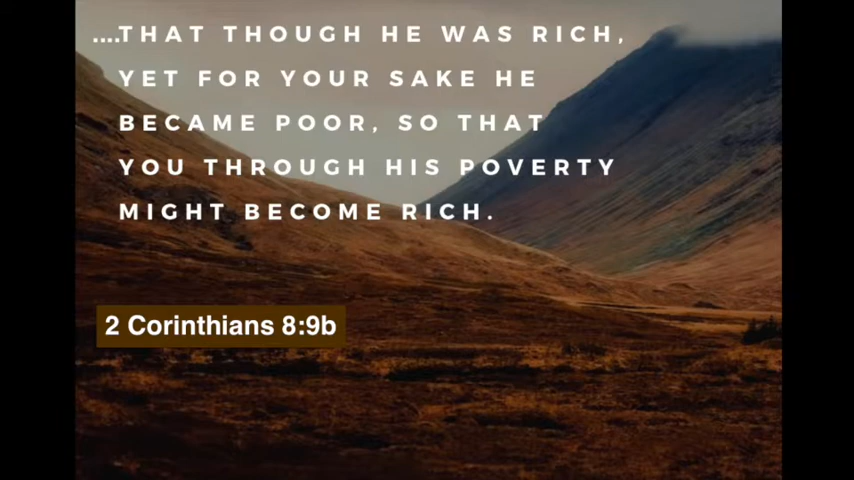 ....THAT THOUGH HE WAS RICH,
YET FOR YOUR SAKE HE
BECAME POOR, SO THAT
YOU THROUGH HIS POVERTY
MIGHT BECOME RICH.
2 Corinthians 8:9b